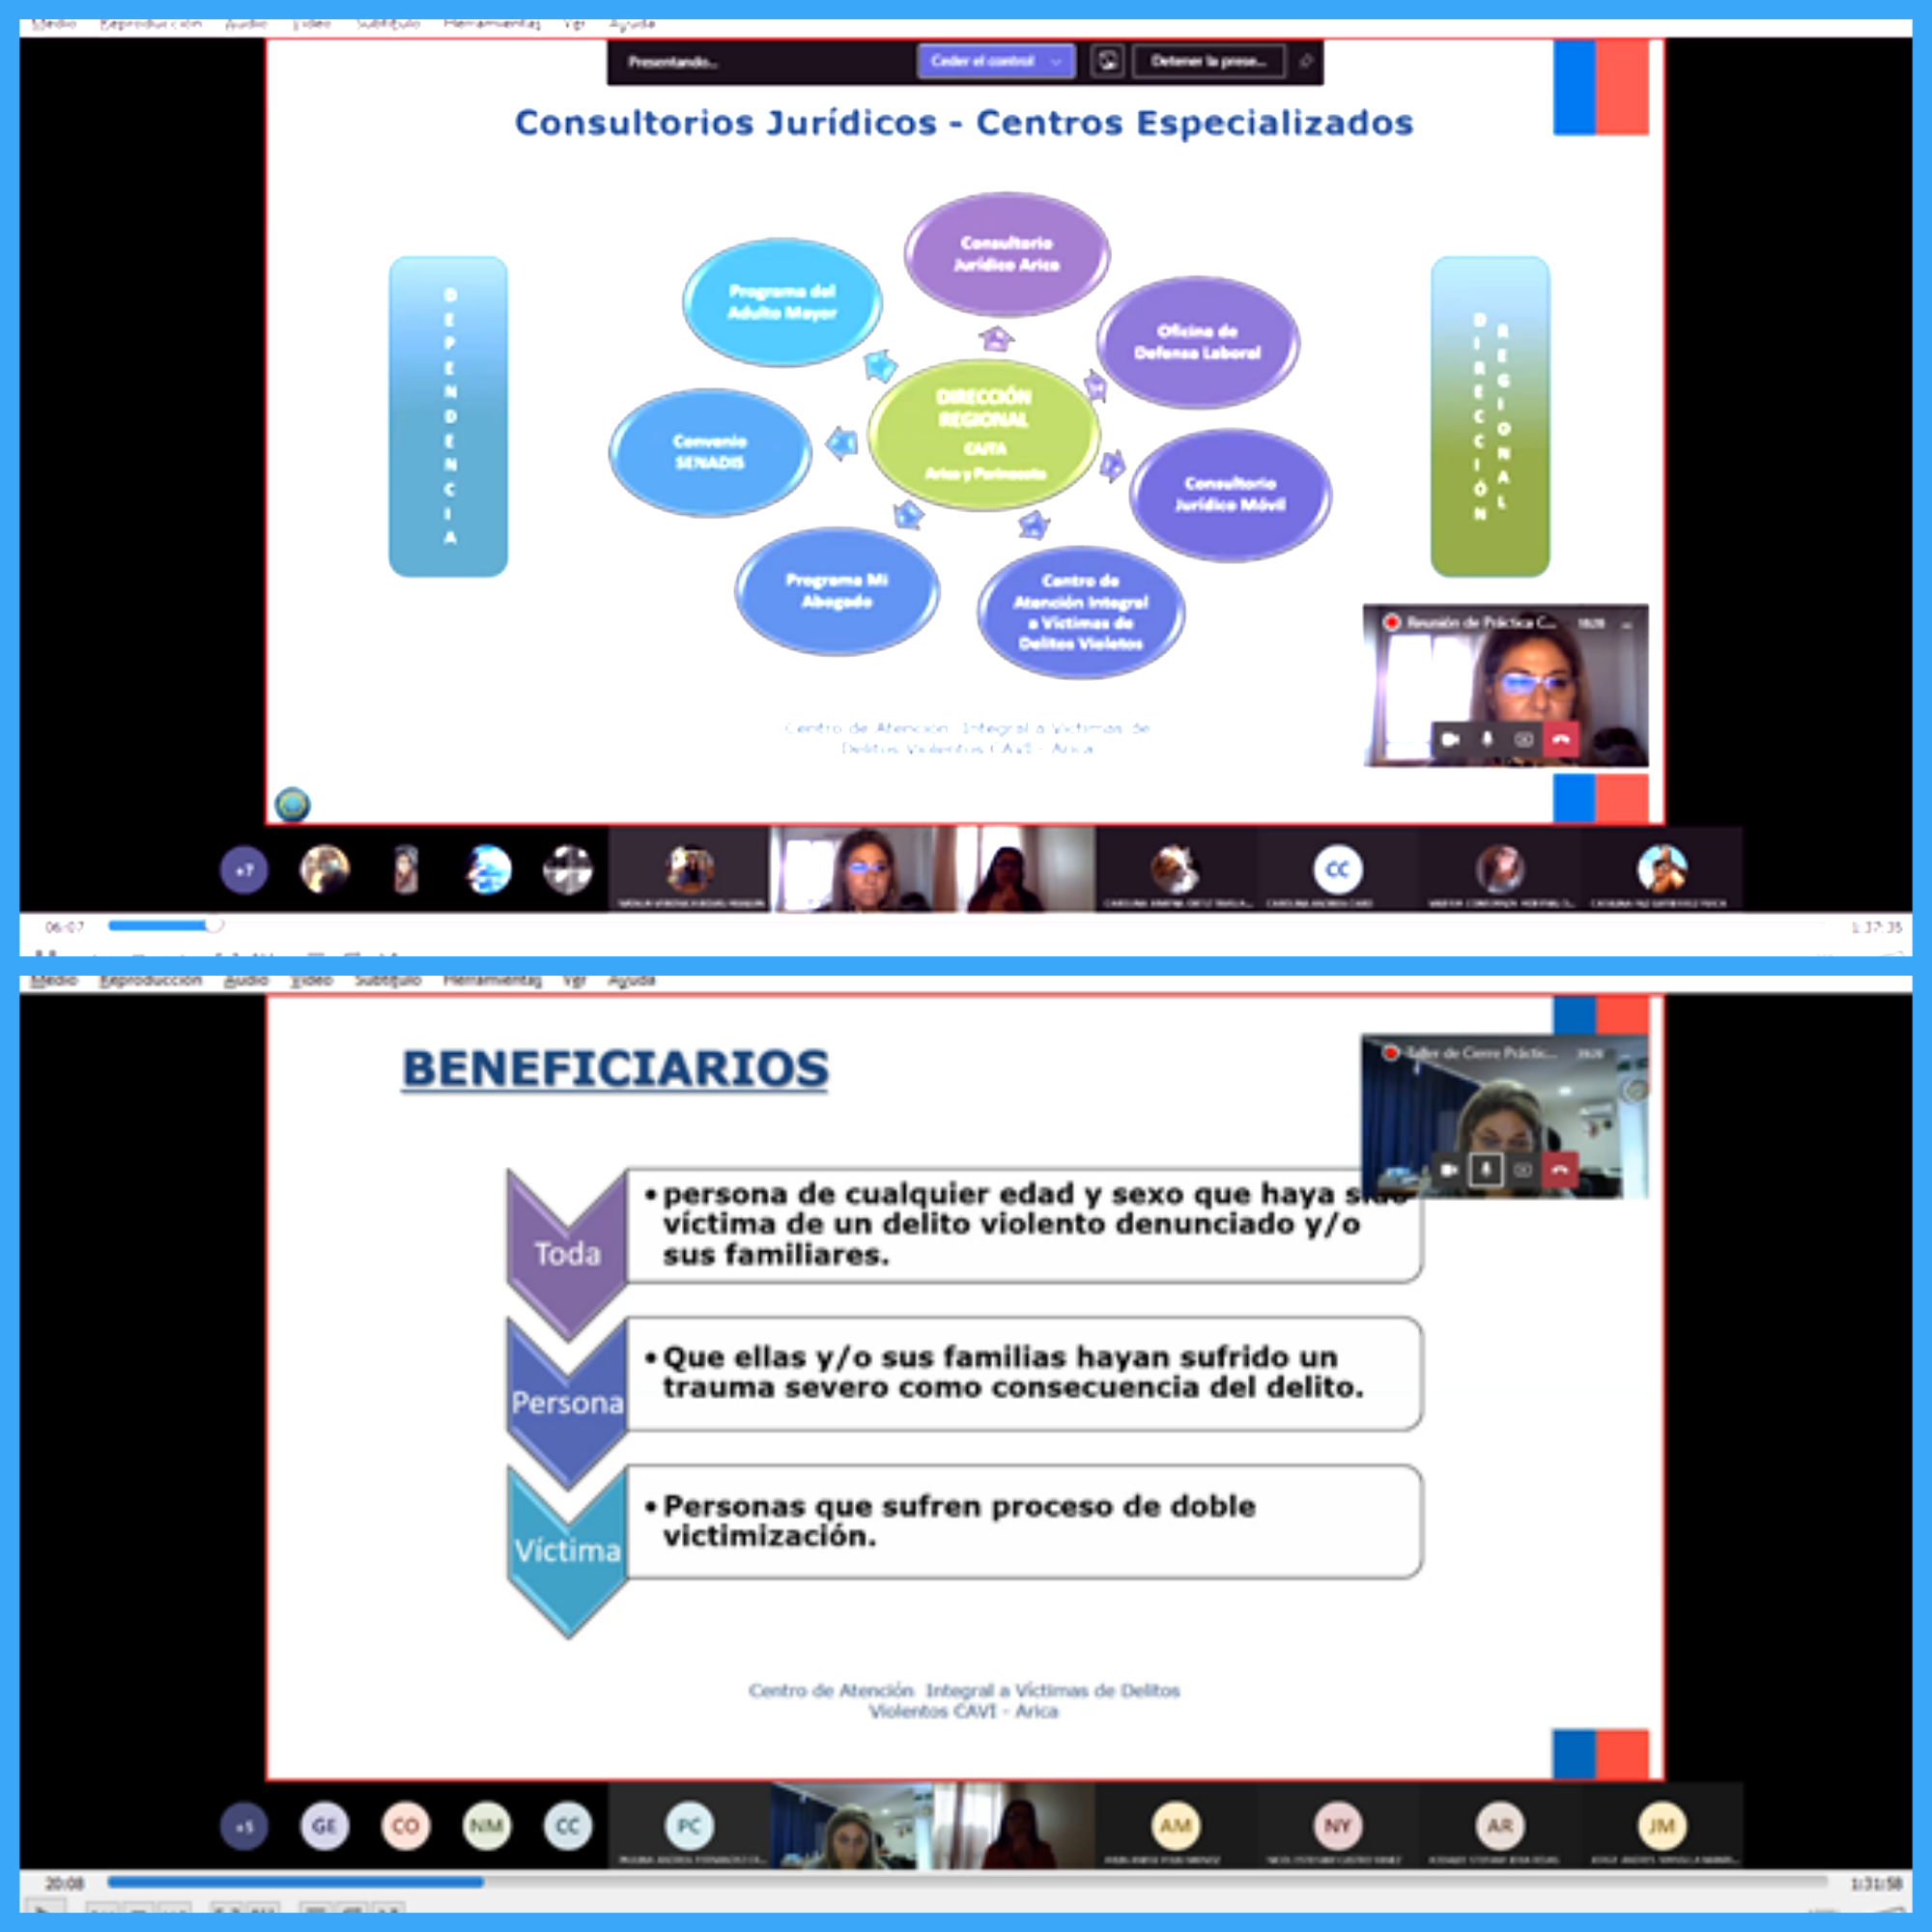 Medio Reproducción Audio Video Subtítulo Herramientas Ver Ayuda
Presentando...
Ceder el control
Detener la prese...
Consultorios Jurídicos - Centros Especializados
DEPENDENCIA
Consultorio
Jurídico Arica
Programa del
Adulto Mayor
Oficina de
Defensa Laboral
DIRECCIÓN
REGIONAL
CAJTA
Arica y Parinacota
Convenio
SENADIS
Consultorio
Jurídico Móvil
Programa Mi
Abogado
Centro de
Atención Integral
a Víctimas de
Delitos Violetos
DIRECCIÓN
REGIONAL
Reunión de Práctica C...
Centro de Atención Integral a Víctimas de
Delitos Violentos CAVI - Arica
+7
CC
06:07
1:37:35
Medio Reproducción Audio Video Subtítulo Herramientas Ver Ayuda
BENEFICIARIOS
Taller de Cierre Práctic...
Toda
• persona de cualquier edad y sexo que haya
víctima de un delito violento denunciado y/o
sus familiares.
Persona
• Que ellas y/o sus familias hayan sufrido un
trauma severo como consecuencia del delito.
Víctima
• Personas que sufren proceso de doble
victimización.
Centro de Atención Integral a Víctimas de Delitos
Violentos CAVI - Arica
+5
GE
CO
NM
CC
PC
AM
NY
AR
JM
20:08
1:31:58